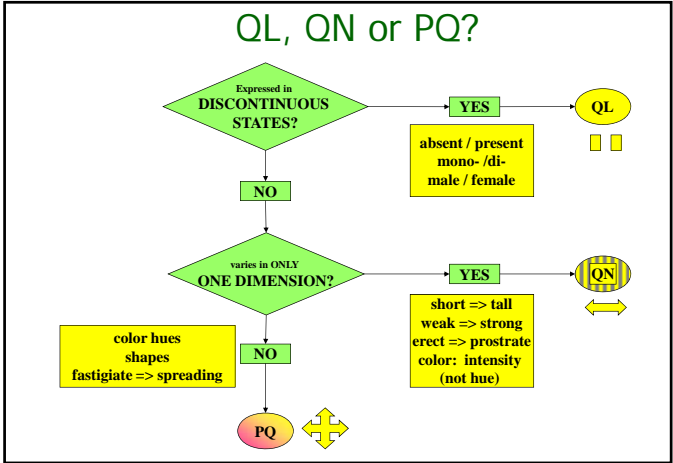 QL, QN or PQ?
Expressed in
DISCONTINUOUS
STATES?
YES
QL
absent / present
mono- /di-
male / female
NO
varies in ONLY
ONE DIMENSION?
YES
QN
short => tall
weak => strong
erect => prostrate
color: intensity
(not hue)
color hues
shapes
fastigiate => spreading
NO
PQ